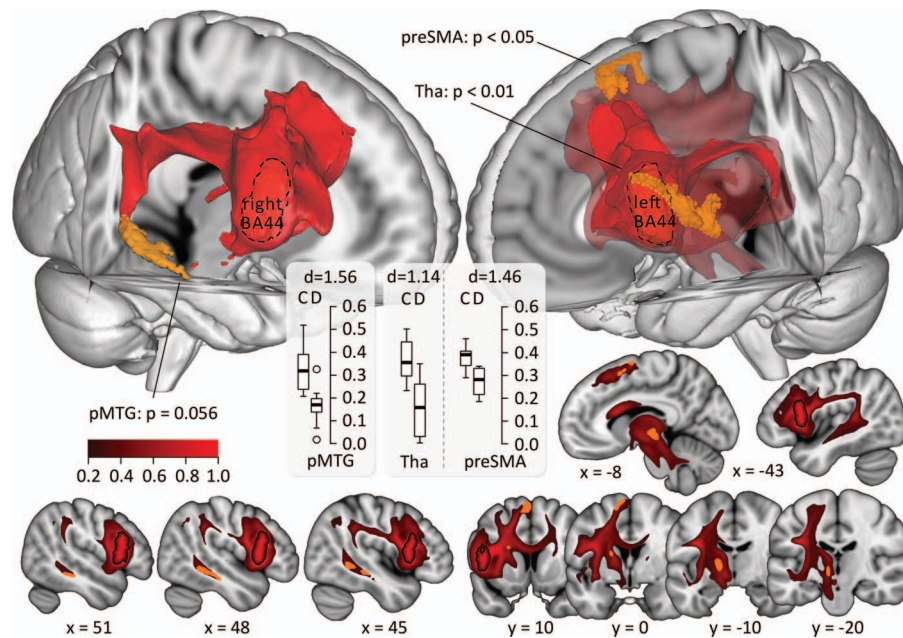 preSMA: p < 0.05
Tha: p < 0.01
right
BA44
left
BA44
d=1.56
d=1.14
d=1.46
C D
C D
C D
0.6
0.5
0.4
0.3
0.2
0.1
0.0
0.6
0.5
0.4
0.3
0.2
0.1
0.0
pMTG
Tha
preSMA
pMTG: p = 0.056
0.2 0.4 0.6 0.8 1.0
x = -8
x = -43
x = 51
x = 48
x = 45
y = 10
y = 0
y = -10
y = -20